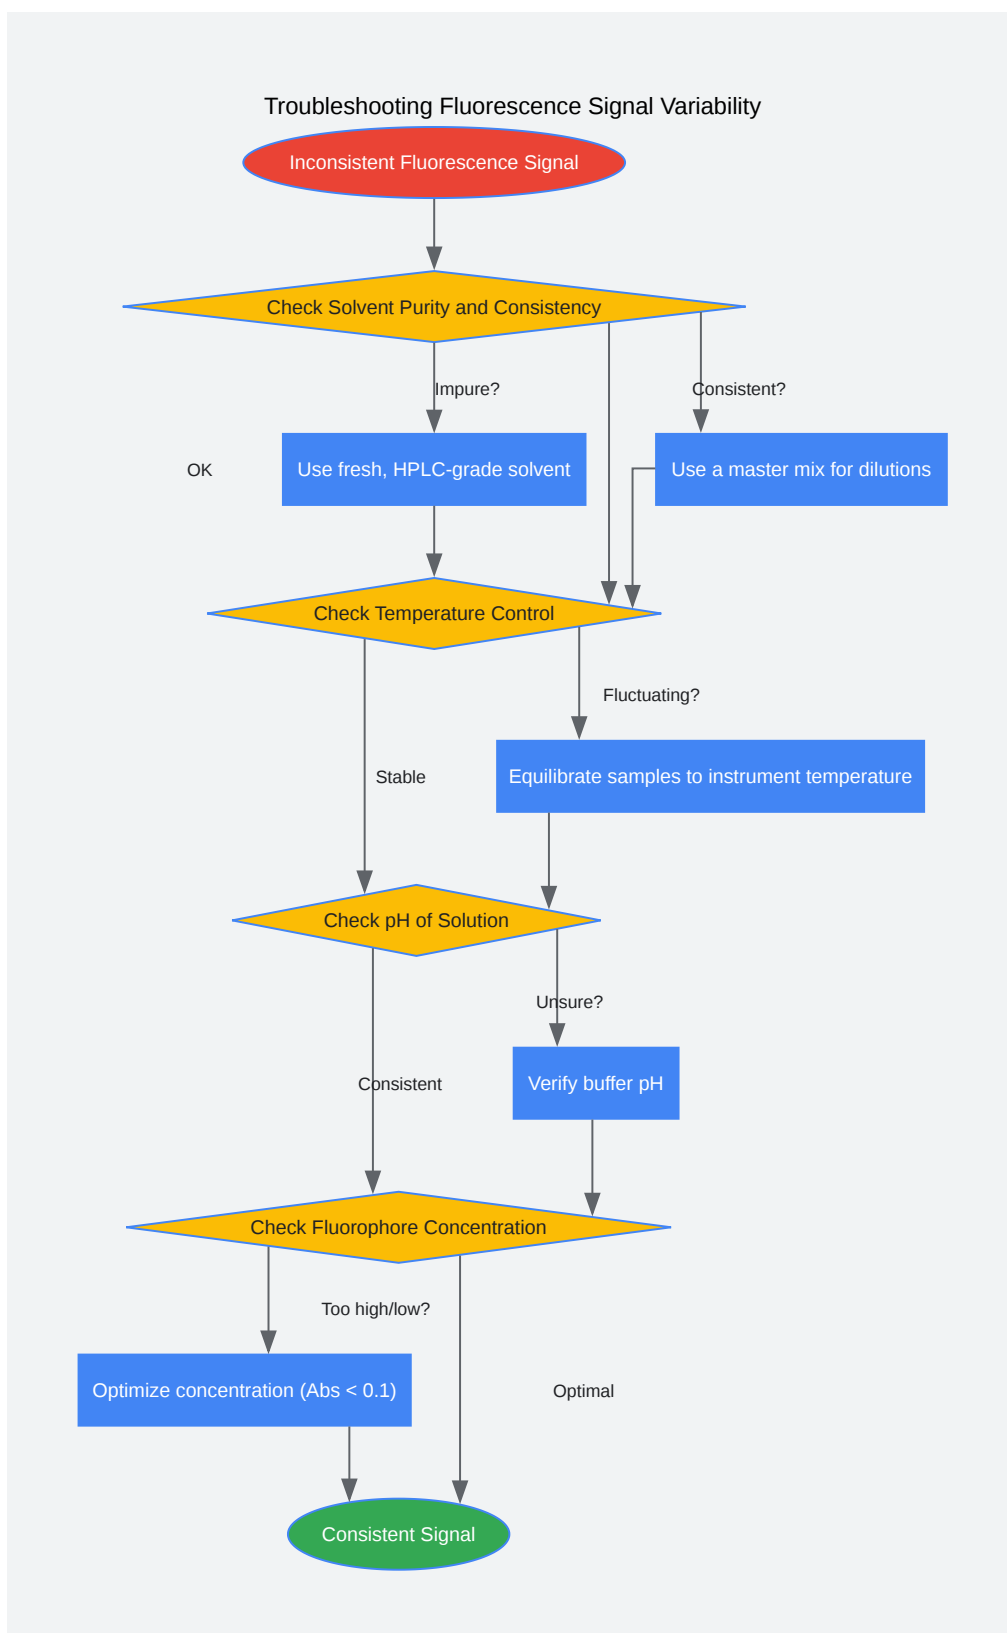 Troubleshooting Fluorescence Signal Variability
Inconsistent Fluorescence Signal
Check Solvent Purity and Consistency
Impure?
Consistent?
OK
Use fresh, HPLC-grade solvent
Use a master mix for dilutions
Check Temperature Control
Fluctuating?
Stable
Equilibrate samples to instrument temperature
Check pH of Solution
Unsure?
Consistent
Verify buffer pH
Check Fluorophore Concentration
Too high/low?
Optimize concentration (Abs < 0.1)
Optimal
Consistent Signal